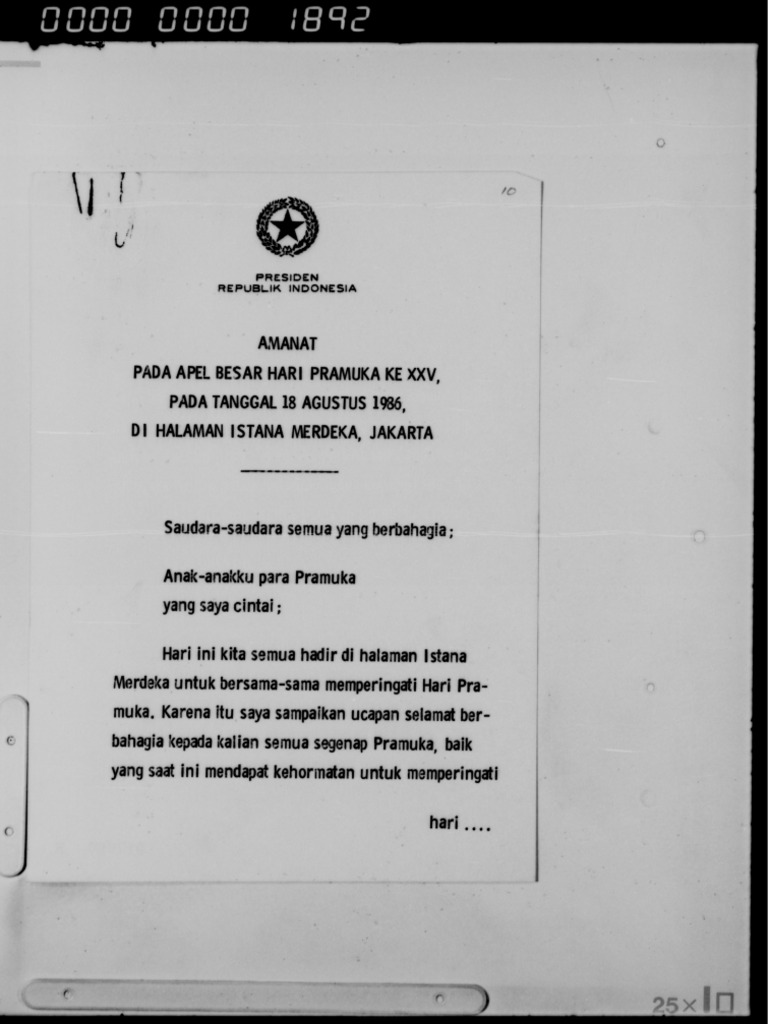 0000 0000 1892
10
PRESIDEN
REPUBLIK INDONESIA
AMANAT
PADA APEL BESAR HARI PRAMUKA KE XXV,
PADA TANGGAL 18 AGUSTUS 1986,
DI HALAMAN ISTANA MERDEKA, JAKARTA
Saudara-saudara semua yang berbahagia;
Anak-anakku para Pramuka
yang saya cintai;
Hari ini kita semua hadir di halaman Istana
Merdeka untuk bersama-sama memperingati Hari Pra-
muka. Karena itu saya sampaikan ucapan selamat ber-
bahagia kepada kalian semua segenap Pramuka, baik
yang saat ini mendapat kehormatan untuk memperingati
hari ....
25×